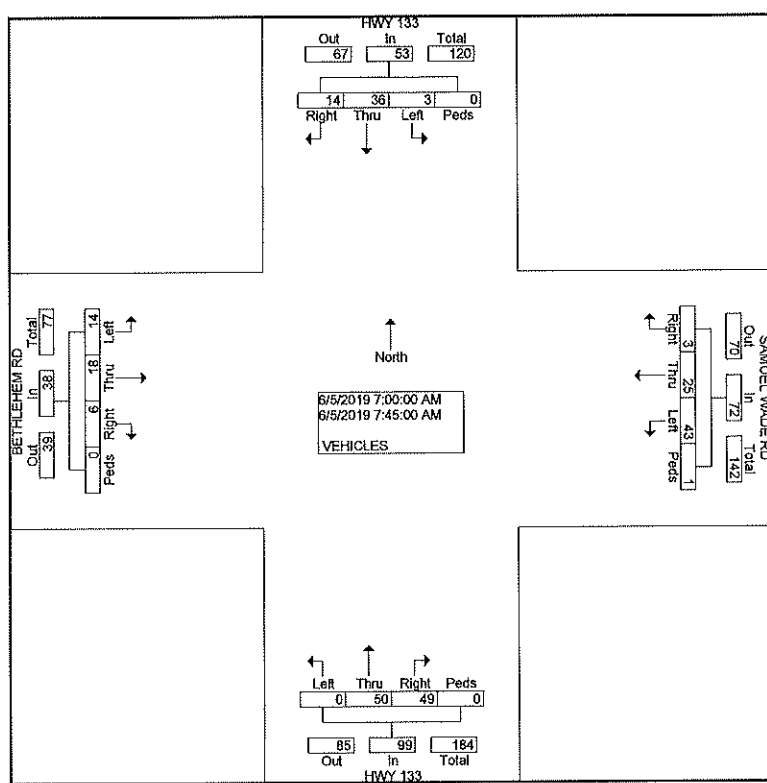 HWY 133
Out In Total
67 53 120
14 36 3 0
Right Thru Left Peds
BETHLEHEM RD
Total In Out
77 38 39
14 18 6 0
Left Thru Right Peds
North
6/5/2019 7:00:00 AM
6/5/2019 7:45:00 AM
VEHICLES
SAMUEL WADE RD
Out In Total
70 72 142
3 25 43 1
Right Thru Left Peds
Left Thru Right Peds
0 50 49 0
85 99 184
Out In Total
HWY 133